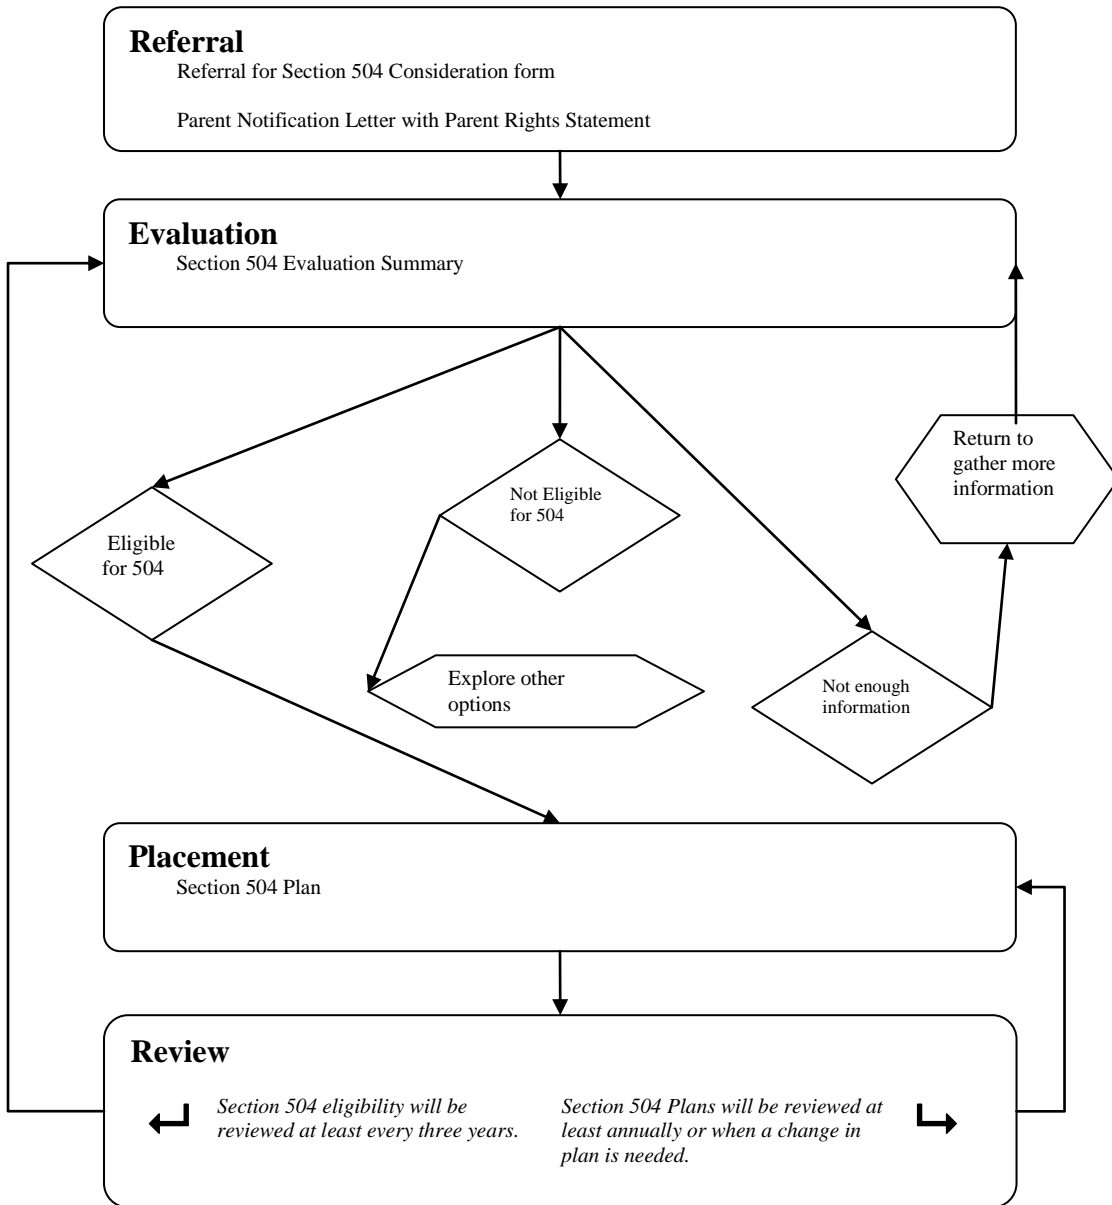 Referral
Referral for Section 504 Consideration form
Parent Notification Letter with Parent Rights Statement
Evaluation
Section 504 Evaluation Summary
Return to
gather more
information
Not Eligible
for 504
Eligible
for 504
Explore other
options
Not enough
information
Placement
Section 504 Plan
Review
Section 504 eligibility will be
reviewed at least every three years.
Section 504 Plans will be reviewed at
least annually or when a change in
plan is needed.